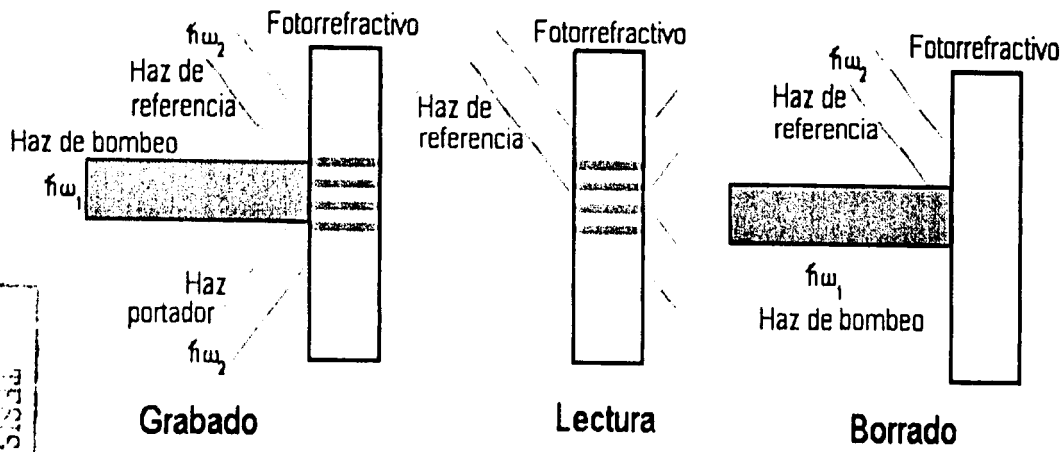 Fotorrefractivo
ħω₂
Haz de
referencia
Haz de bombeo
ħω₁
Haz
portador
ħω₂
Grabado
Fotorrefractivo
Haz de
referencia
Lectura
Fotorrefractivo
ħω₂
Haz de
referencia
ħω₁
Haz de bombeo
Borrado